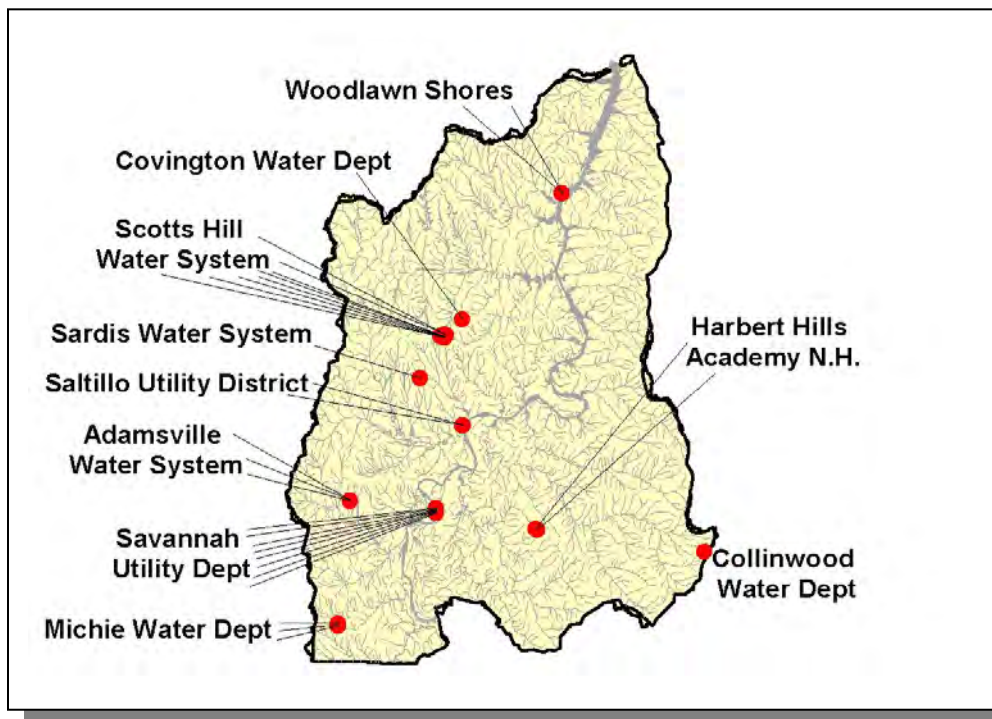 Woodlawn Shores
Covington Water Dept
Scotts Hill
Water System
Sardis Water System
Saltillo Utility District
Adamsville
Water System
Savannah
Utility Dept
Michie Water Dept
Harbert Hills
Academy N.H.
Collinwood
Water Dept